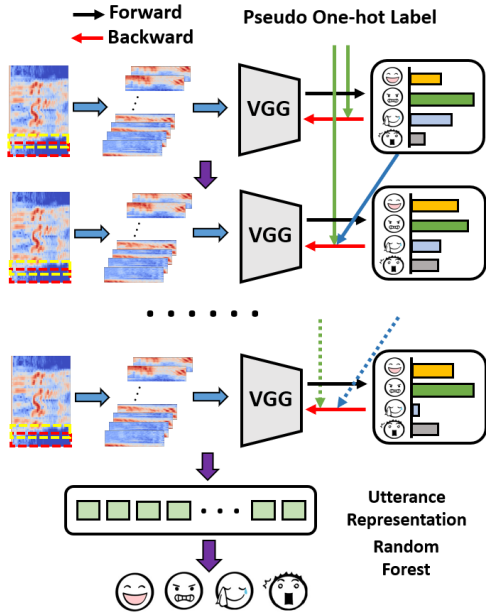 Forward
Backward
Pseudo One-hot Label
VGG
VGG
VGG
Utterance
Representation
Random
Forest